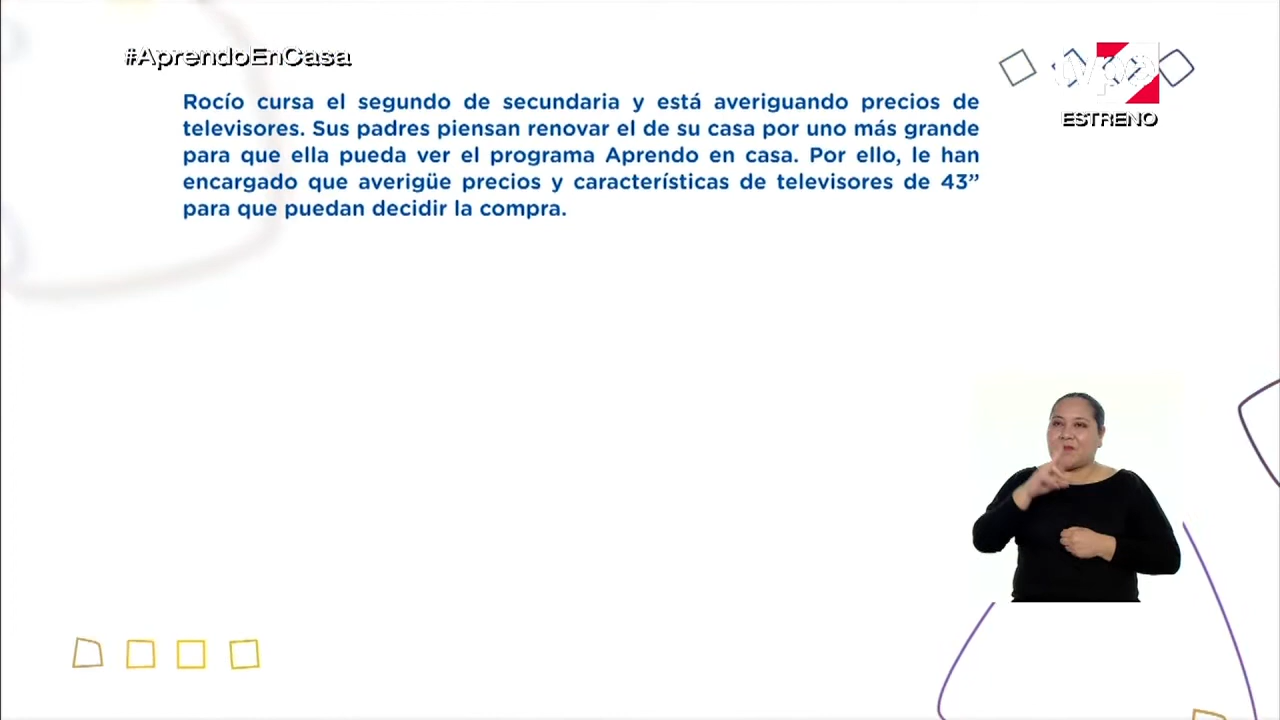 #AprendoEnCasa
tvpe
ESTRENO
Rocío cursa el segundo de secundaria y está averiguando precios de
televisores. Sus padres piensan renovar el de su casa por uno más grande
para que ella pueda ver el programa Aprendo en casa. Por ello, le han
encargado que averigüe precios y características de televisores de 43”
para que puedan decidir la compra.